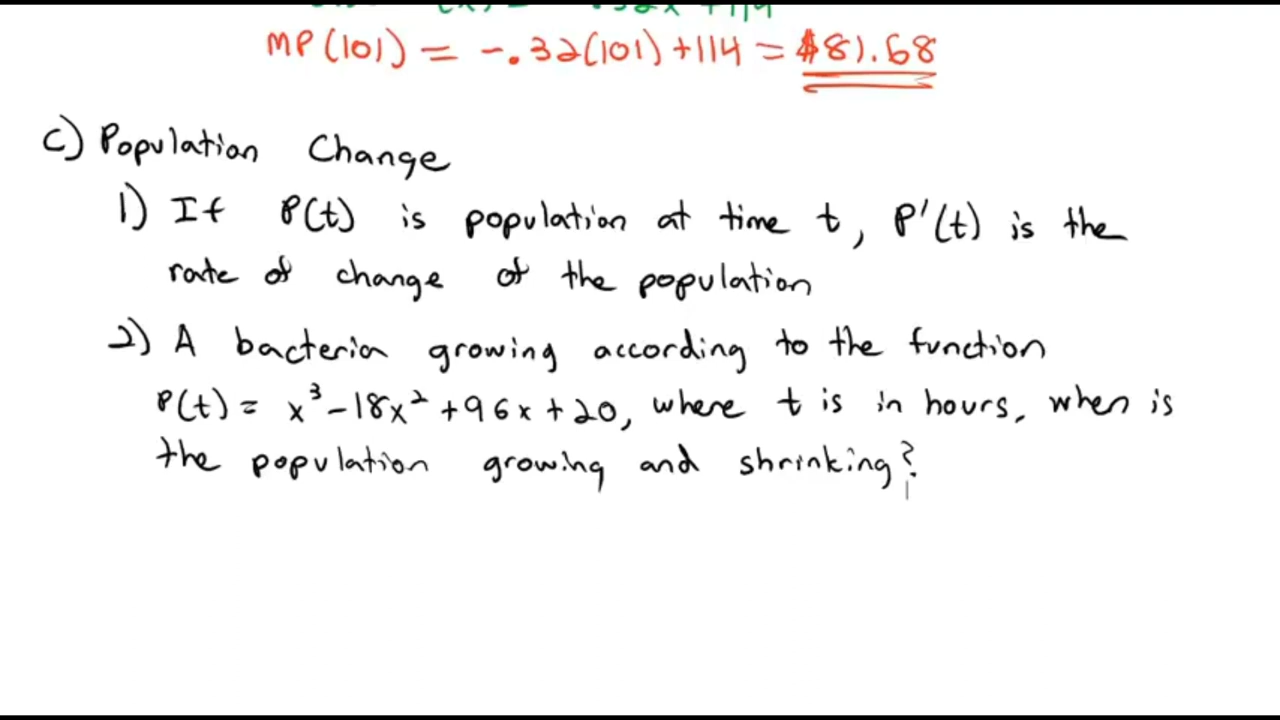 MP(101) = -.32(101)+114 = $81.68
c) Population Change
1) If P(t) is population at time t, P'(t) is the
rate of change of the population
2) A bacteria growing according to the function
P(t) = x³-18x²+96x+20, where t is in hours, when is
the population growing and shrinking?